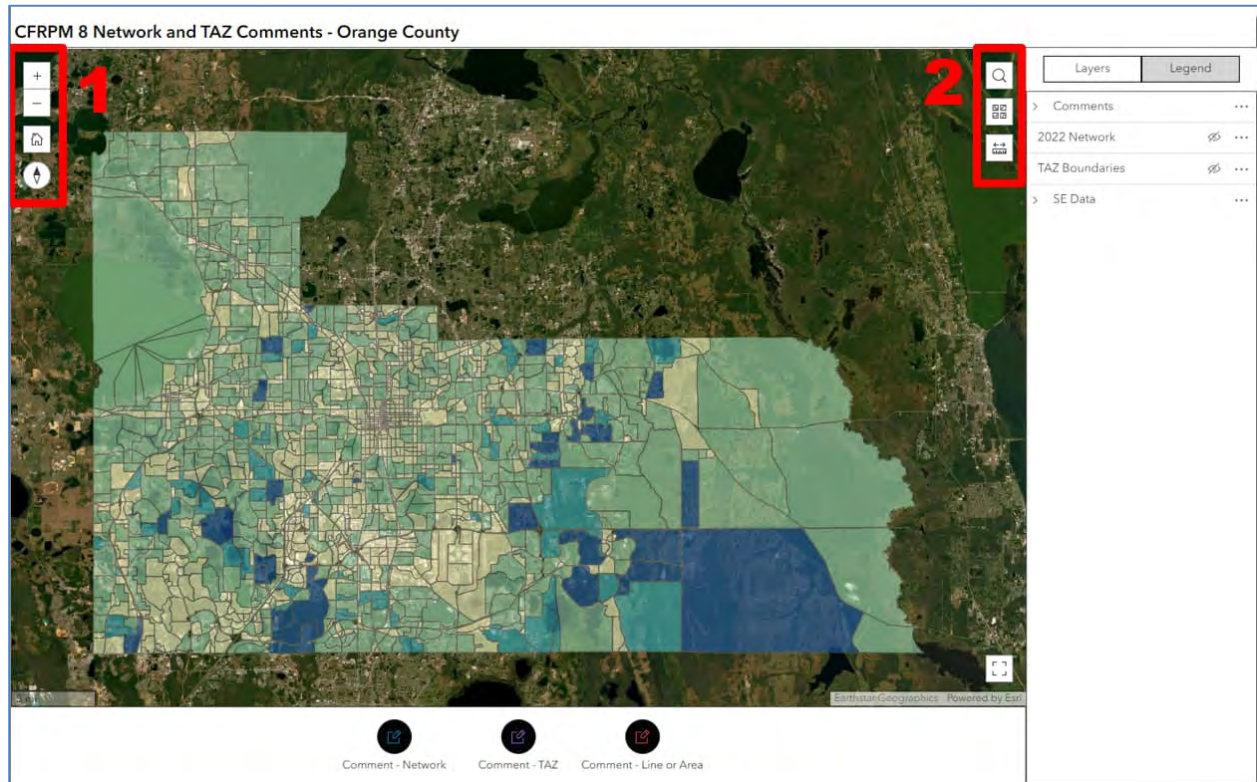 CFRPM 8 Network and TAZ Comments - Orange County
1
2
+
−
Layers
Legend
Comments
2022 Network
TAZ Boundaries
SE Data
Earthstar Geographics | Powered by Esri
Comment - Network
Comment - TAZ
Comment - Line or Area